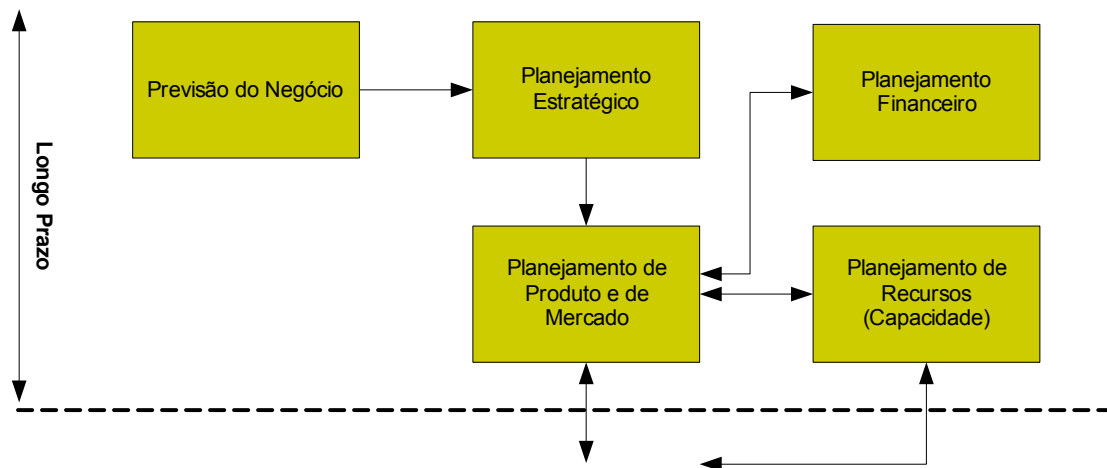 Previsão do Negócio
Planejamento
Estratégico
Planejamento
Financeiro
Longo Prazo
Planejamento de
Produto e de
Mercado
Planejamento de
Recursos
(Capacidade)